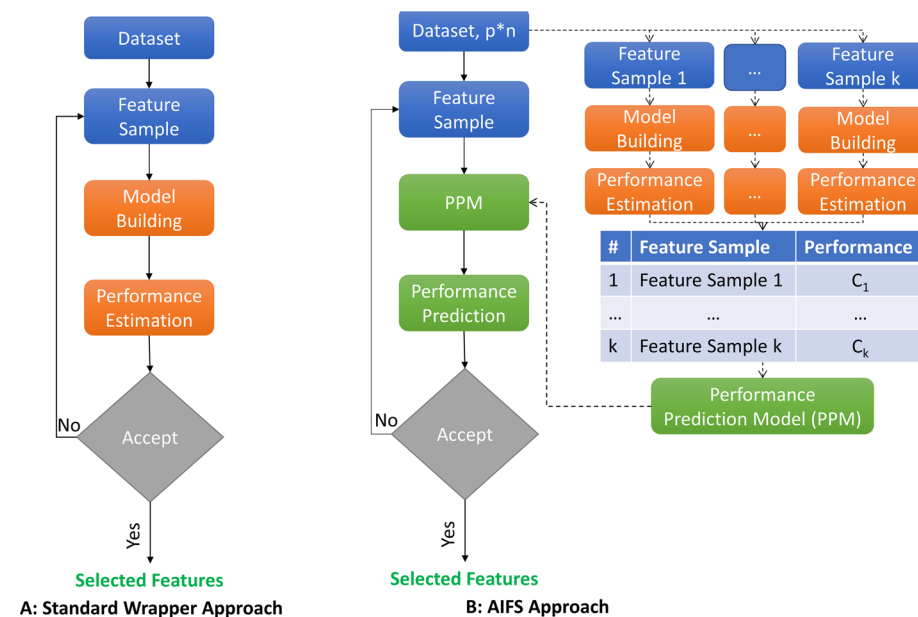 Dataset
Feature
Sample
Model
Building
Performance
Estimation
Accept
No
Yes
Selected Features
A: Standard Wrapper Approach
Dataset, p*n
Feature
Sample
PPM
Performance
Prediction
Accept
No
Yes
Selected Features
B: AIFS Approach
Feature
Sample 1
...
Feature
Sample k
Model
Building
...
Model
Building
Performance
Estimation
...
Performance
Estimation
# Feature Sample Performance
1 Feature Sample 1 C₁
... ... ...
k Feature Sample k Cₖ
Performance
Prediction Model (PPM)